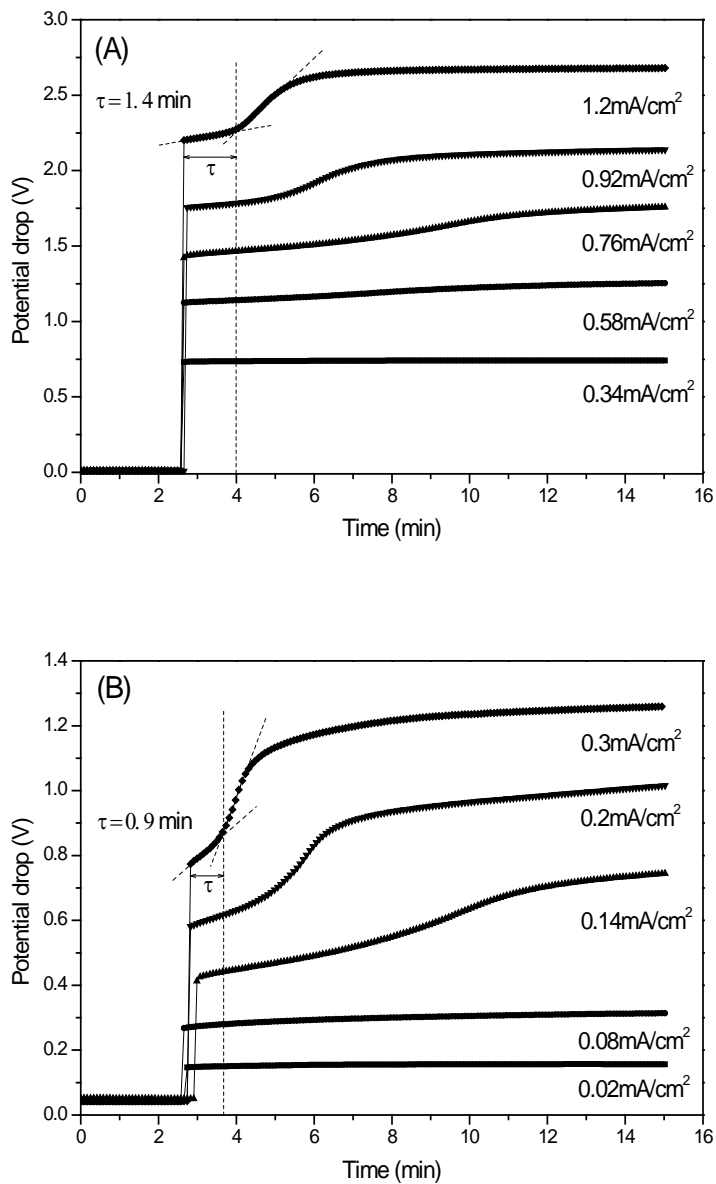 (A)
3.0
2.5
2.0
1.5
1.0
0.5
0.0
Potential drop (V)
τ=1.4 min
τ
1.2mA/cm²
0.92mA/cm²
0.76mA/cm²
0.58mA/cm²
0.34mA/cm²
0 2 4 6 8 10 12 14 16
Time (min)
(B)
1.4
1.2
1.0
0.8
0.6
0.4
0.2
0.0
Potential drop (V)
τ=0.9 min
τ
0.3mA/cm²
0.2mA/cm²
0.14mA/cm²
0.08mA/cm²
0.02mA/cm²
0 2 4 6 8 10 12 14 16
Time (min)